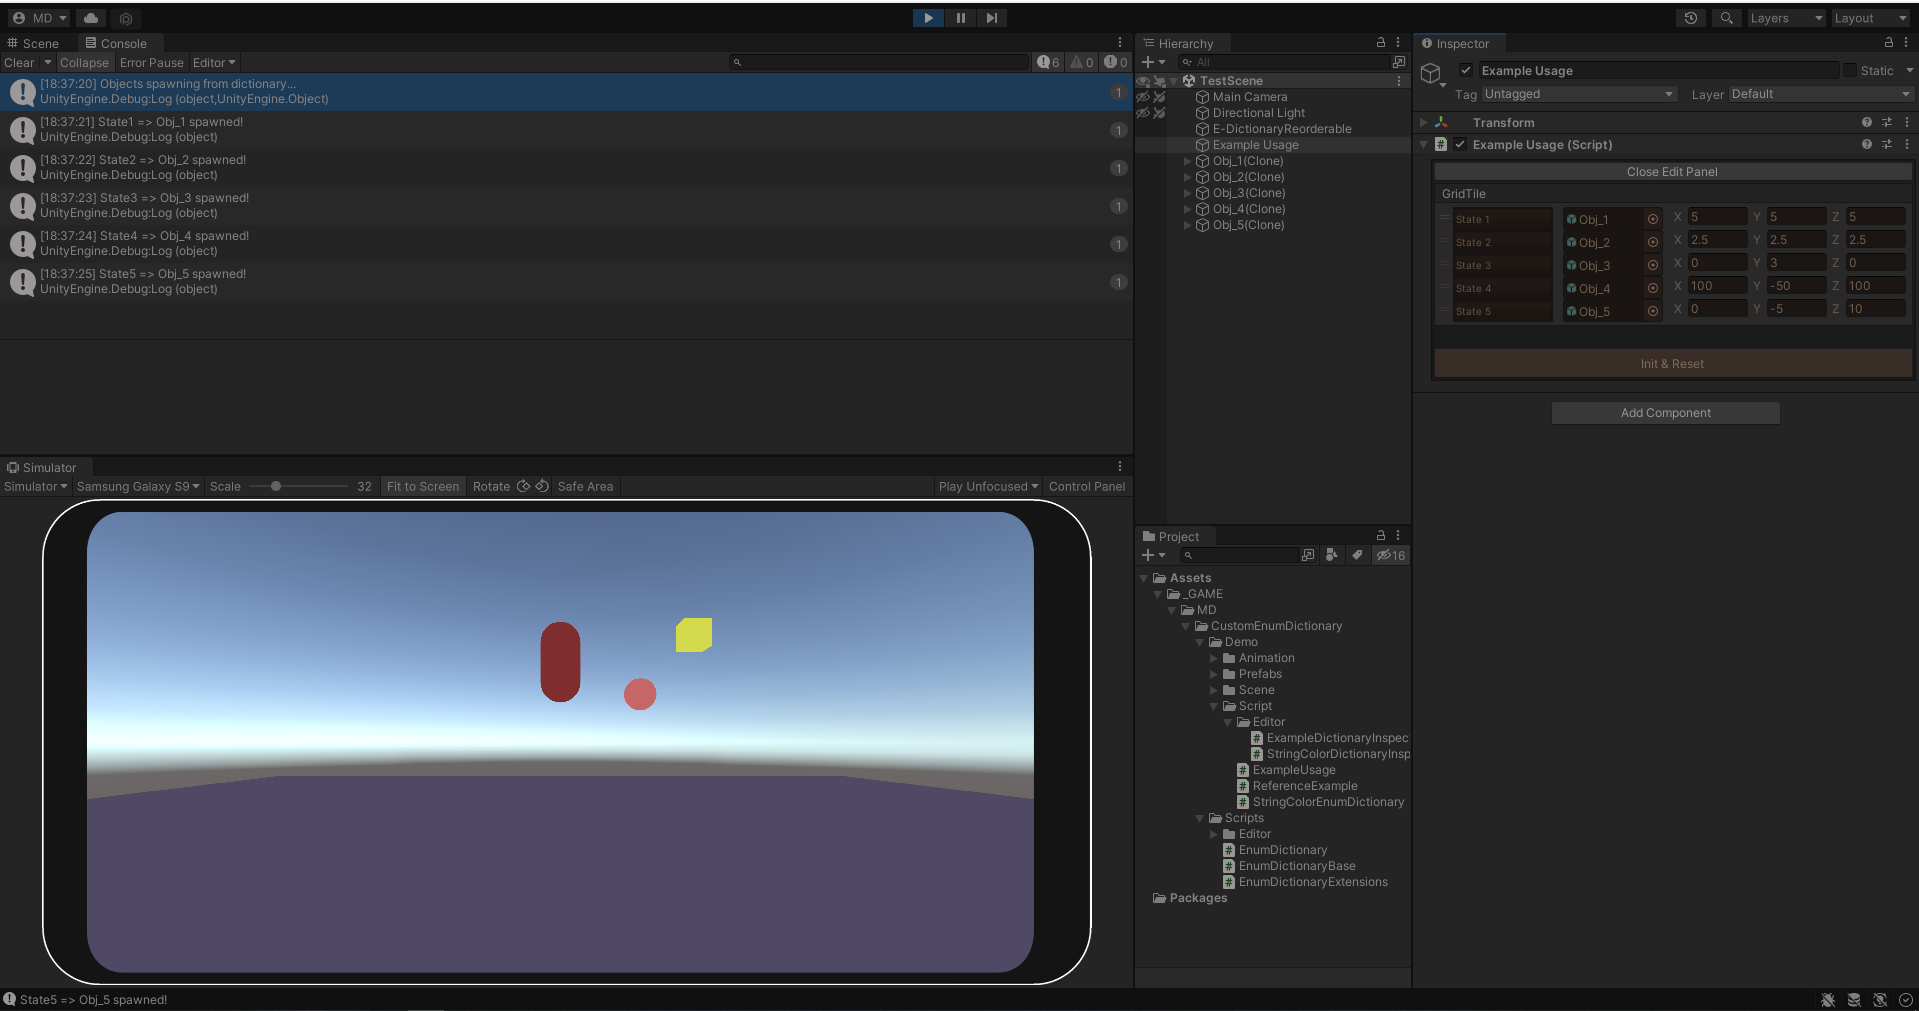 MD
Layers
Layout
Scene
Console
Clear
Collapse
Error Pause
Editor
6
0
0
[18:37:20] Objects spawning from dictionary...
UnityEngine.Debug:Log (object,UnityEngine.Object)
1
[18:37:21] State1 => Obj_1 spawned!
UnityEngine.Debug:Log (object)
1
[18:37:22] State2 => Obj_2 spawned!
UnityEngine.Debug:Log (object)
1
[18:37:23] State3 => Obj_3 spawned!
UnityEngine.Debug:Log (object)
1
[18:37:24] State4 => Obj_4 spawned!
UnityEngine.Debug:Log (object)
1
[18:37:25] State5 => Obj_5 spawned!
UnityEngine.Debug:Log (object)
1
Simulator
Simulator
Samsung Galaxy S9
Scale
32
Fit to Screen
Rotate
Safe Area
Play Unfocused
Control Panel
Hierarchy
All
TestScene
Main Camera
Directional Light
E-DictionaryReorderable
Example Usage
Obj_1(Clone)
Obj_2(Clone)
Obj_3(Clone)
Obj_4(Clone)
Obj_5(Clone)
Project
16
Assets
_GAME
MD
CustomEnumDictionary
Demo
Animation
Prefabs
Scene
Script
Editor
ExampleDictionaryInspec
StringColorDictionaryInsp
ExampleUsage
ReferenceExample
StringColorEnumDictionary
Scripts
Editor
EnumDictionary
EnumDictionaryBase
EnumDictionaryExtensions
Packages
Inspector
Example Usage
Static
Tag Untagged
Layer Default
Transform
Example Usage (Script)
Close Edit Panel
GridTile
State 1 Obj_1 X 5 Y 5 Z 5
State 2 Obj_2 X 2.5 Y 2.5 Z 2.5
State 3 Obj_3 X 0 Y 3 Z 0
State 4 Obj_4 X 100 Y -50 Z 100
State 5 Obj_5 X 0 Y -5 Z 10
Init & Reset
Add Component
State5 => Obj_5 spawned!